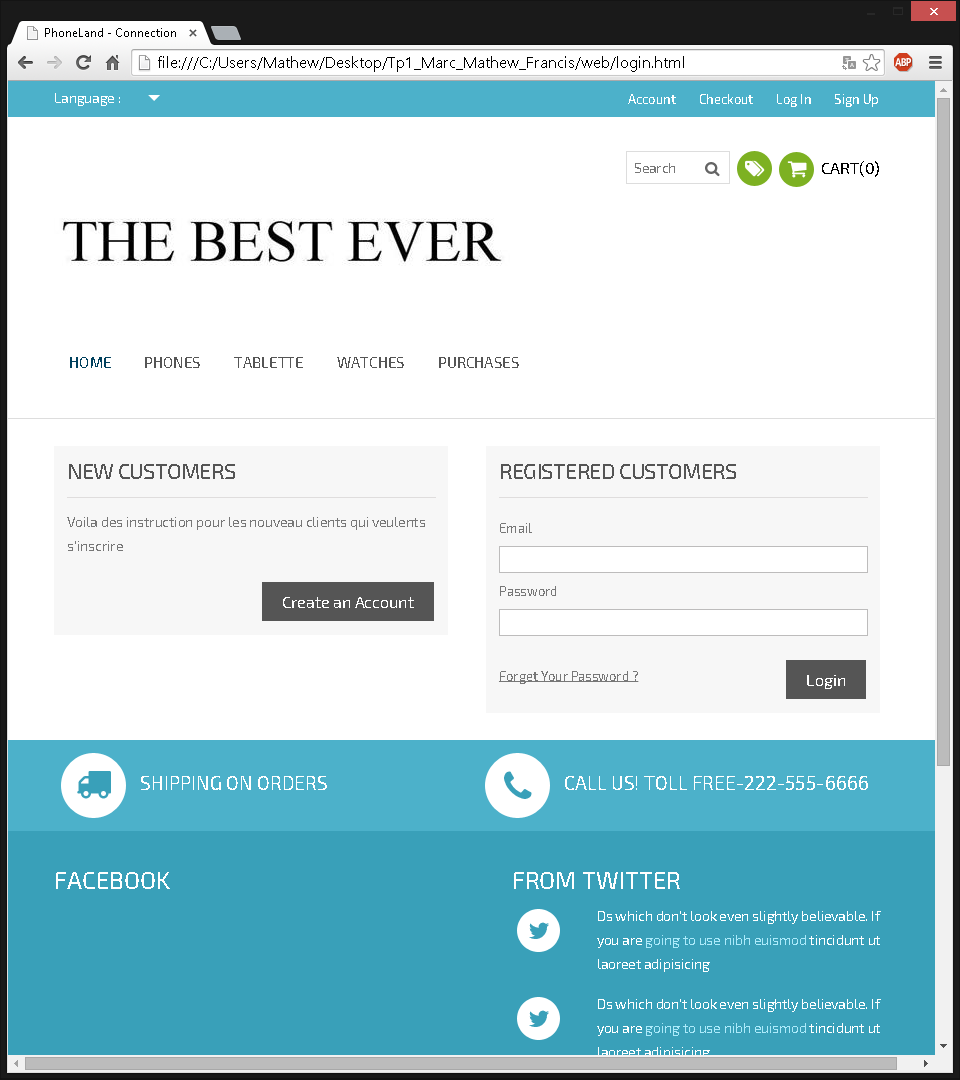 PhoneLand - Connection
file:///C:/Users/Mathew/Desktop/Tp1_Marc_Mathew_Francis/web/login.html
ABP
Language :
Account Checkout Log In Sign Up
Search
CART(0)
THE BEST EVER
HOME PHONES TABLETTE WATCHES PURCHASES
NEW CUSTOMERS
Voila des instruction pour les nouveau clients qui veulents
s'inscrire
Create an Account
REGISTERED CUSTOMERS
Email
Password
Forget Your Password ?
Login
SHIPPING ON ORDERS
CALL US! TOLL FREE-222-555-6666
FACEBOOK
FROM TWITTER
Ds which don't look even slightly believable. If
you are going to use nibh euismod tincidunt ut
laoreet adipisicing
Ds which don't look even slightly believable. If
you are going to use nibh euismod tincidunt ut
laoreet adipisicing